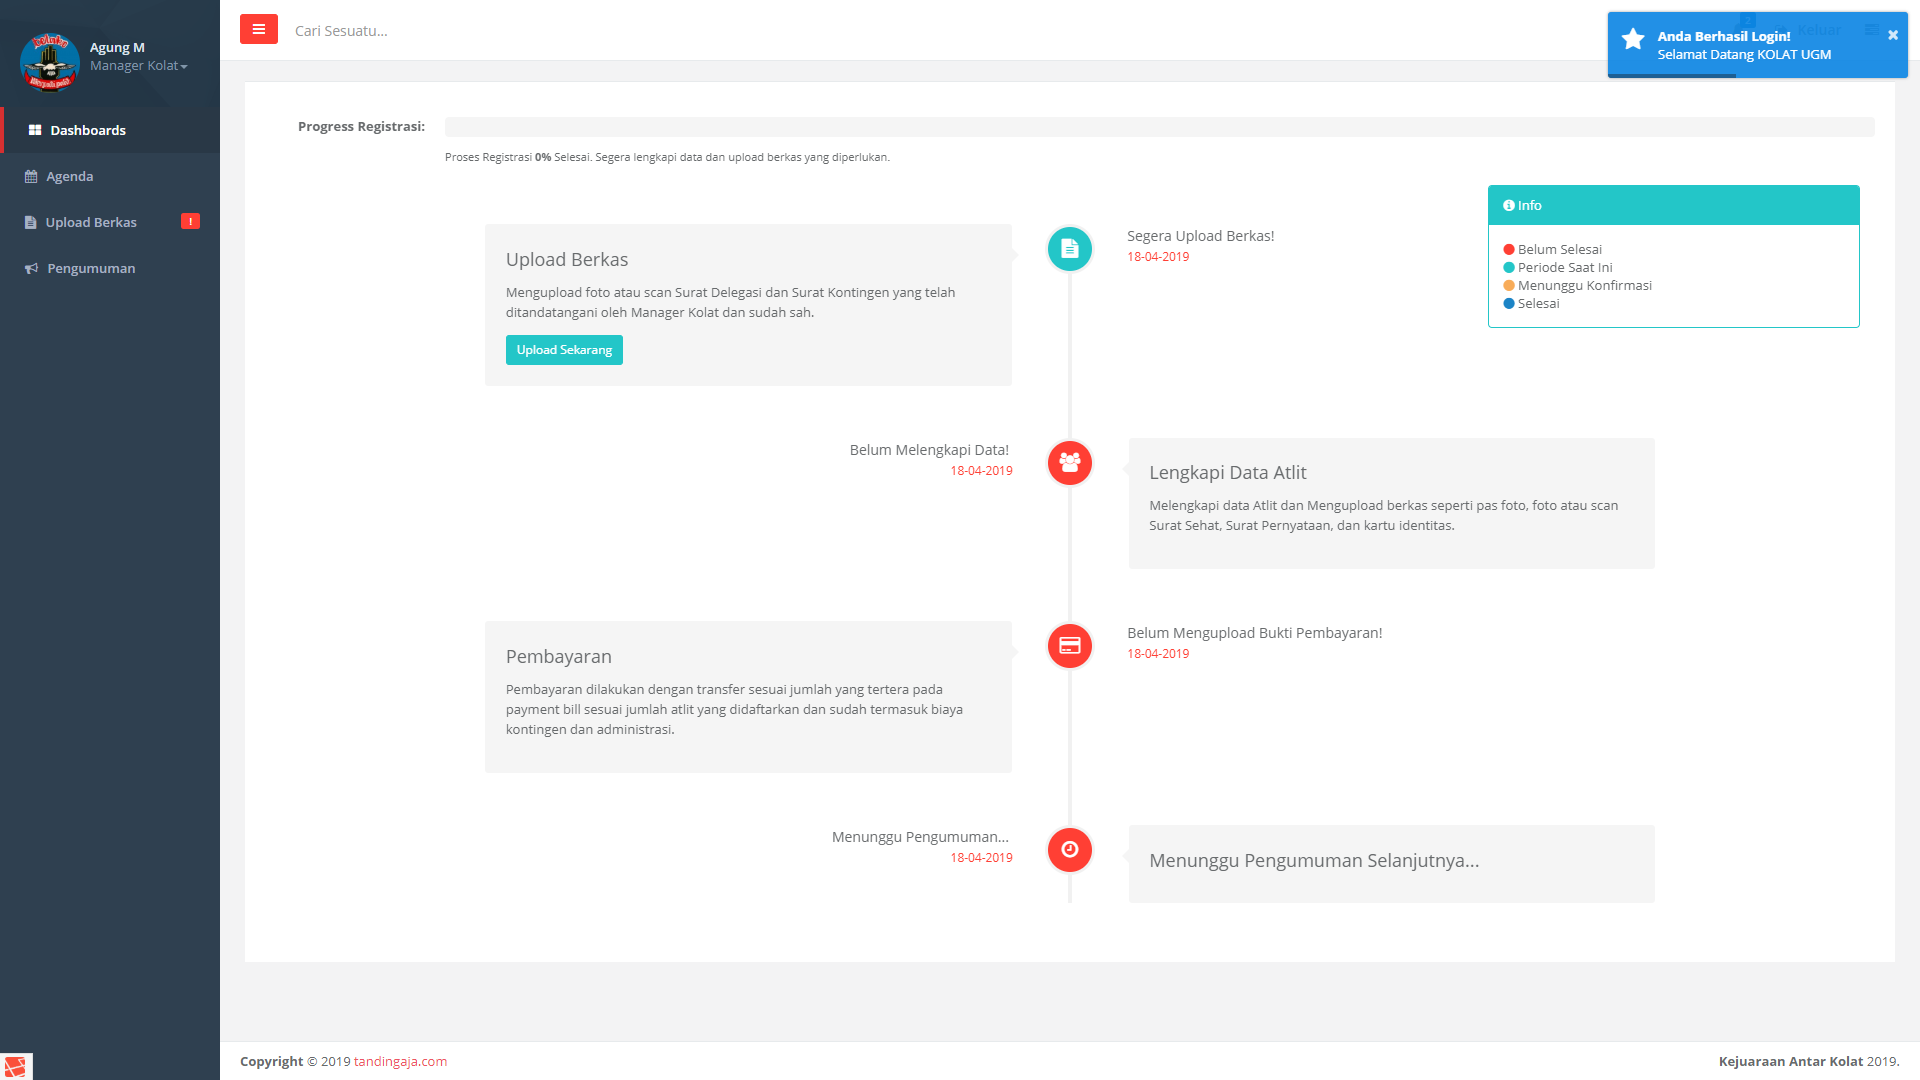 Agung M
Manager Kolat
Dashboards
Agenda
Upload Berkas
!
Pengumuman
Cari Sesuatu...
2
Keluar
Anda Berhasil Login!
Selamat Datang KOLAT UGM
Progress Registrasi:
Proses Registrasi 0% Selesai. Segera lengkapi data dan upload berkas yang diperlukan.
Info
Belum Selesai
Periode Saat Ini
Menunggu Konfirmasi
Selesai
Upload Berkas
Mengupload foto atau scan Surat Delegasi dan Surat Kontingen yang telah
ditandatangani oleh Manager Kolat dan sudah sah.
Upload Sekarang
Segera Upload Berkas!
18-04-2019
Belum Melengkapi Data!
18-04-2019
Lengkapi Data Atlit
Melengkapi data Atlit dan Mengupload berkas seperti pas foto, foto atau scan
Surat Sehat, Surat Pernyataan, dan kartu identitas.
Pembayaran
Pembayaran dilakukan dengan transfer sesuai jumlah yang tertera pada
payment bill sesuai jumlah atlit yang didaftarkan dan sudah termasuk biaya
kontingen dan administrasi.
Belum Mengupload Bukti Pembayaran!
18-04-2019
Menunggu Pengumuman...
18-04-2019
Menunggu Pengumuman Selanjutnya...
Copyright © 2019 tandingaja.com
Kejuaraan Antar Kolat 2019.